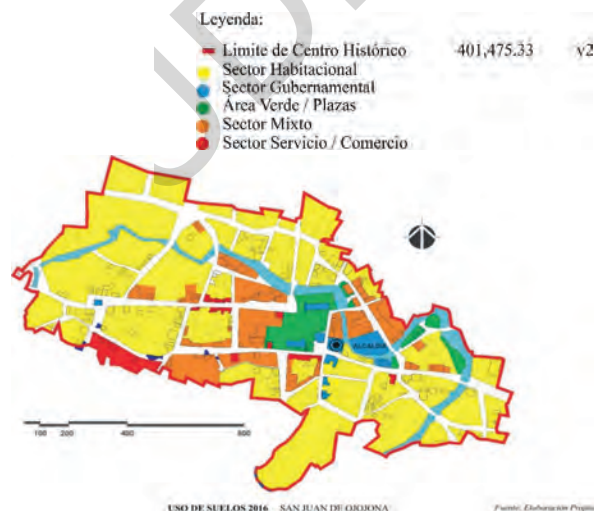 Leyenda:
Limite de Centro Histórico 401,475.33 v2
Sector Habitacional
Sector Gubernamental
Área Verde / Plazas
Sector Mixto
Sector Servicio / Comercio
ALCALDIA
100 200 400 800
USO DE SUELOS 2016 SAN JUAN DE OJOJONA Fuente: Elaboración Propia